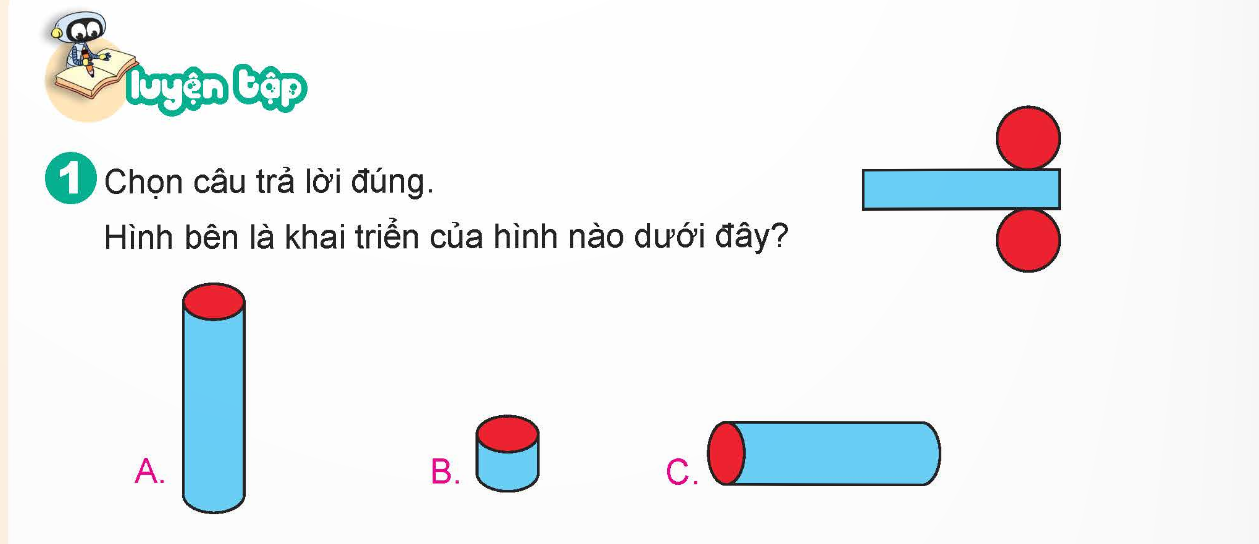 luyện tập
1 Chọn câu trả lời đúng.
Hình bên là khai triển của hình nào dưới đây?
A.
B.
C.